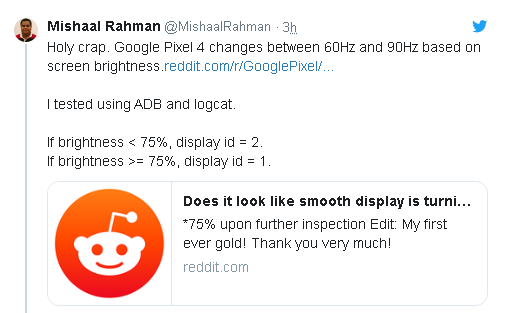 Mishaal Rahman @MishaalRahman · 3h
Holy crap. Google Pixel 4 changes between 60Hz and 90Hz based on
screen brightness.reddit.com/r/GooglePixel/...
I tested using ADB and logcat.
If brightness < 75%, display id = 2.
If brightness >= 75%, display id = 1.
Does it look like smooth display is turni...
*75% upon further inspection Edit: My first
ever gold! Thank you very much!
reddit.com